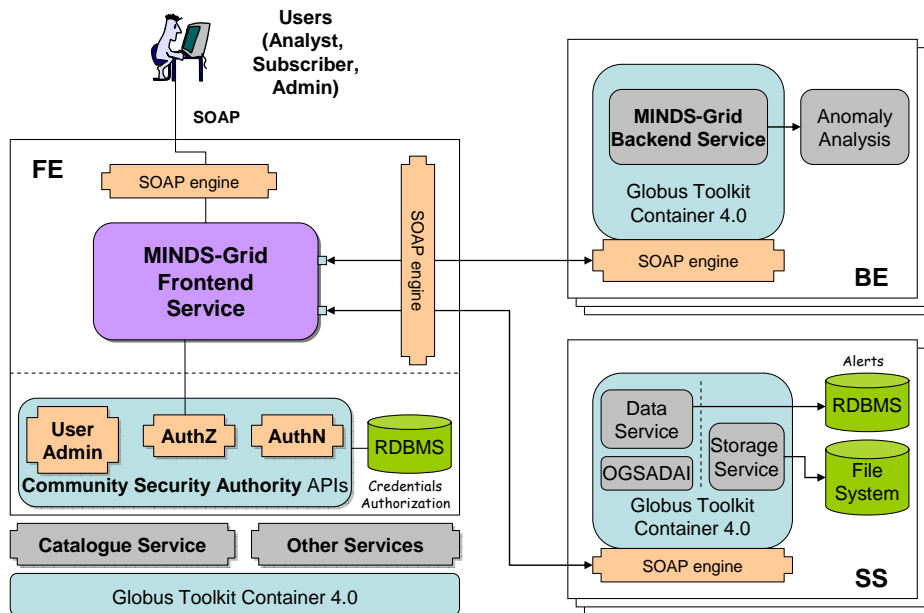 Users
(Analyst,
Subscriber,
Admin)
SOAP
FE
SOAP engine
SOAP engine
MINDS-Grid
Frontend
Service
User
Admin
AuthZ
AuthN
RDBMS
Community Security Authority APIs
Credentials
Authorization
Catalogue Service
Other Services
Globus Toolkit Container 4.0
MINDS-Grid
Backend Service
Anomaly
Analysis
Globus Toolkit
Container 4.0
SOAP engine
BE
Alerts
Data
Service
RDBMS
Storage
Service
OGSADAI
File
System
Globus Toolkit
Container 4.0
SOAP engine
SS